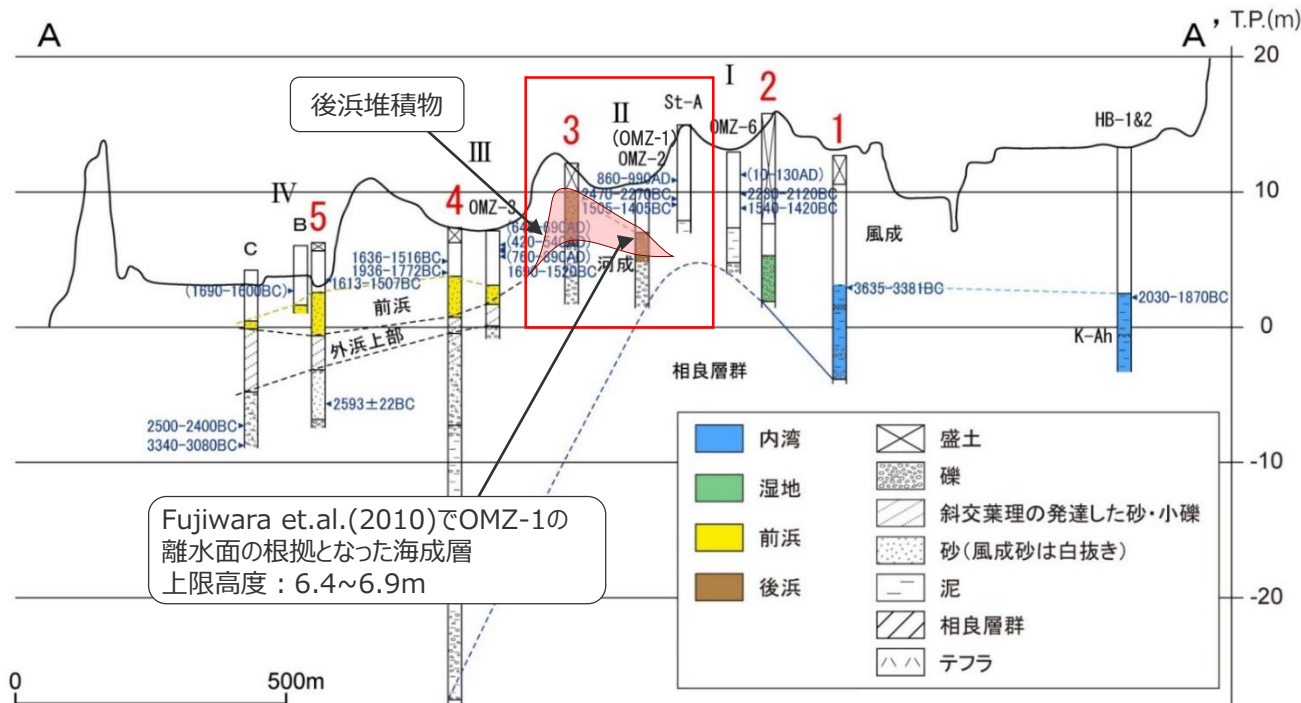 A
A'
T.P.(m)
20
10
0
-10
-20
後浜堆積物
I
St-A
2
II
(OMZ-1)
OMZ-2
OMZ-6
1
HB-1&2
3
III
4
OMZ-3
IV
B
5
C
860-990AD
2470-2270BC
1505-1405BC
(10-130AD)
2280-2120BC
1540-1420BC
風成
1636-1516BC
1936-1772BC
1613-1507BC
(1690-1600BC)
1690-1520BC
河成
3635-3381BC
2030-1870BC
K-Ah
前浜
外浜上部
相良層群
2593±22BC
2500-2400BC
3340-3080BC
Fujiwara et.al.(2010)でOMZ-1の
離水面の根拠となった海成層
上限高度：6.4~6.9m
内湾
湿地
前浜
後浜
盛土
礫
斜交葉理の発達した砂・小礫
砂(風成砂は白抜き)
泥
相良層群
テフラ
0
500m